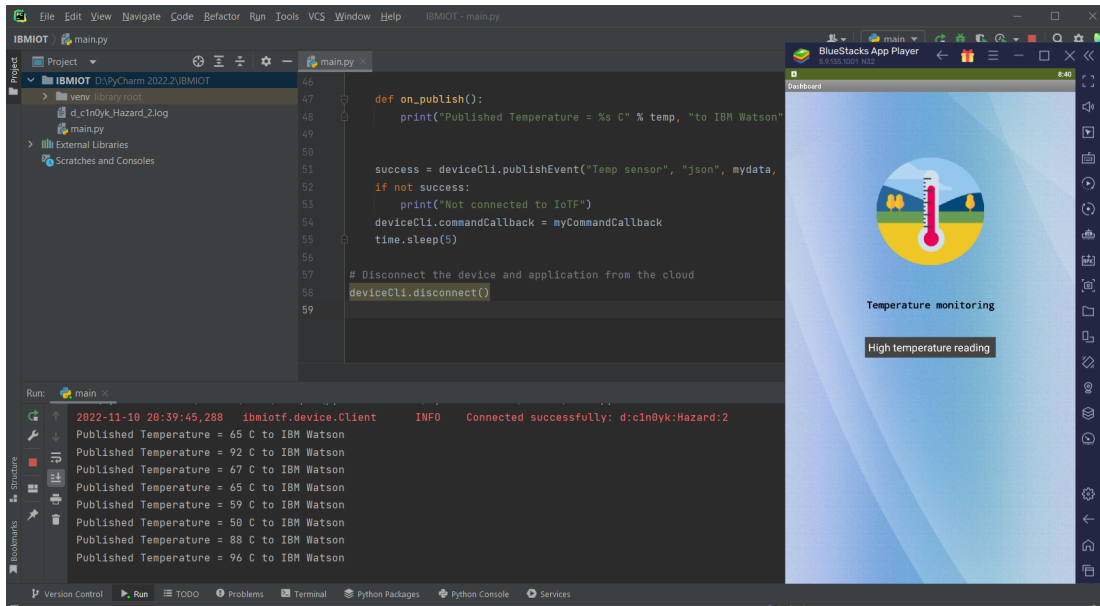 File Edit View Navigate Code Refactor Run Tools VCS Window Help IBMIOT - main.py
IBMIOT main.py
main
Project
main.py
IBMIOT D:\PyCharm 2022.2\IBMIOT
venv library root
d_c1n0yk_Hazard_2.log
main.py
External Libraries
Scratches and Consoles
46
47 def on_publish():
48 print("Published Temperature = %s C" % temp, "to IBM Watson"
49
50
51 success = deviceCli.publishEvent("Temp sensor", "json", mydata,
52 if not success:
53 print("Not connected to IoTF")
54 deviceCli.commandCallback = myCommandCallback
55 time.sleep(5)
56
57 # Disconnect the device and application from the cloud
58 deviceCli.disconnect()
59
BlueStacks App Player
5.9.155.1001 N32
8:40
Dashboard
Temperature monitoring
High temperature reading
Run: main
2022-11-10 20:39:45,288 ibmiotf.device.Client INFO Connected successfully: d:c1n0yk:Hazard:2
Published Temperature = 65 C to IBM Watson
Published Temperature = 92 C to IBM Watson
Published Temperature = 67 C to IBM Watson
Published Temperature = 65 C to IBM Watson
Published Temperature = 59 C to IBM Watson
Published Temperature = 50 C to IBM Watson
Published Temperature = 88 C to IBM Watson
Published Temperature = 96 C to IBM Watson
Project
Structure
Bookmarks
Version Control Run TODO Problems Terminal Python Packages Python Console Services